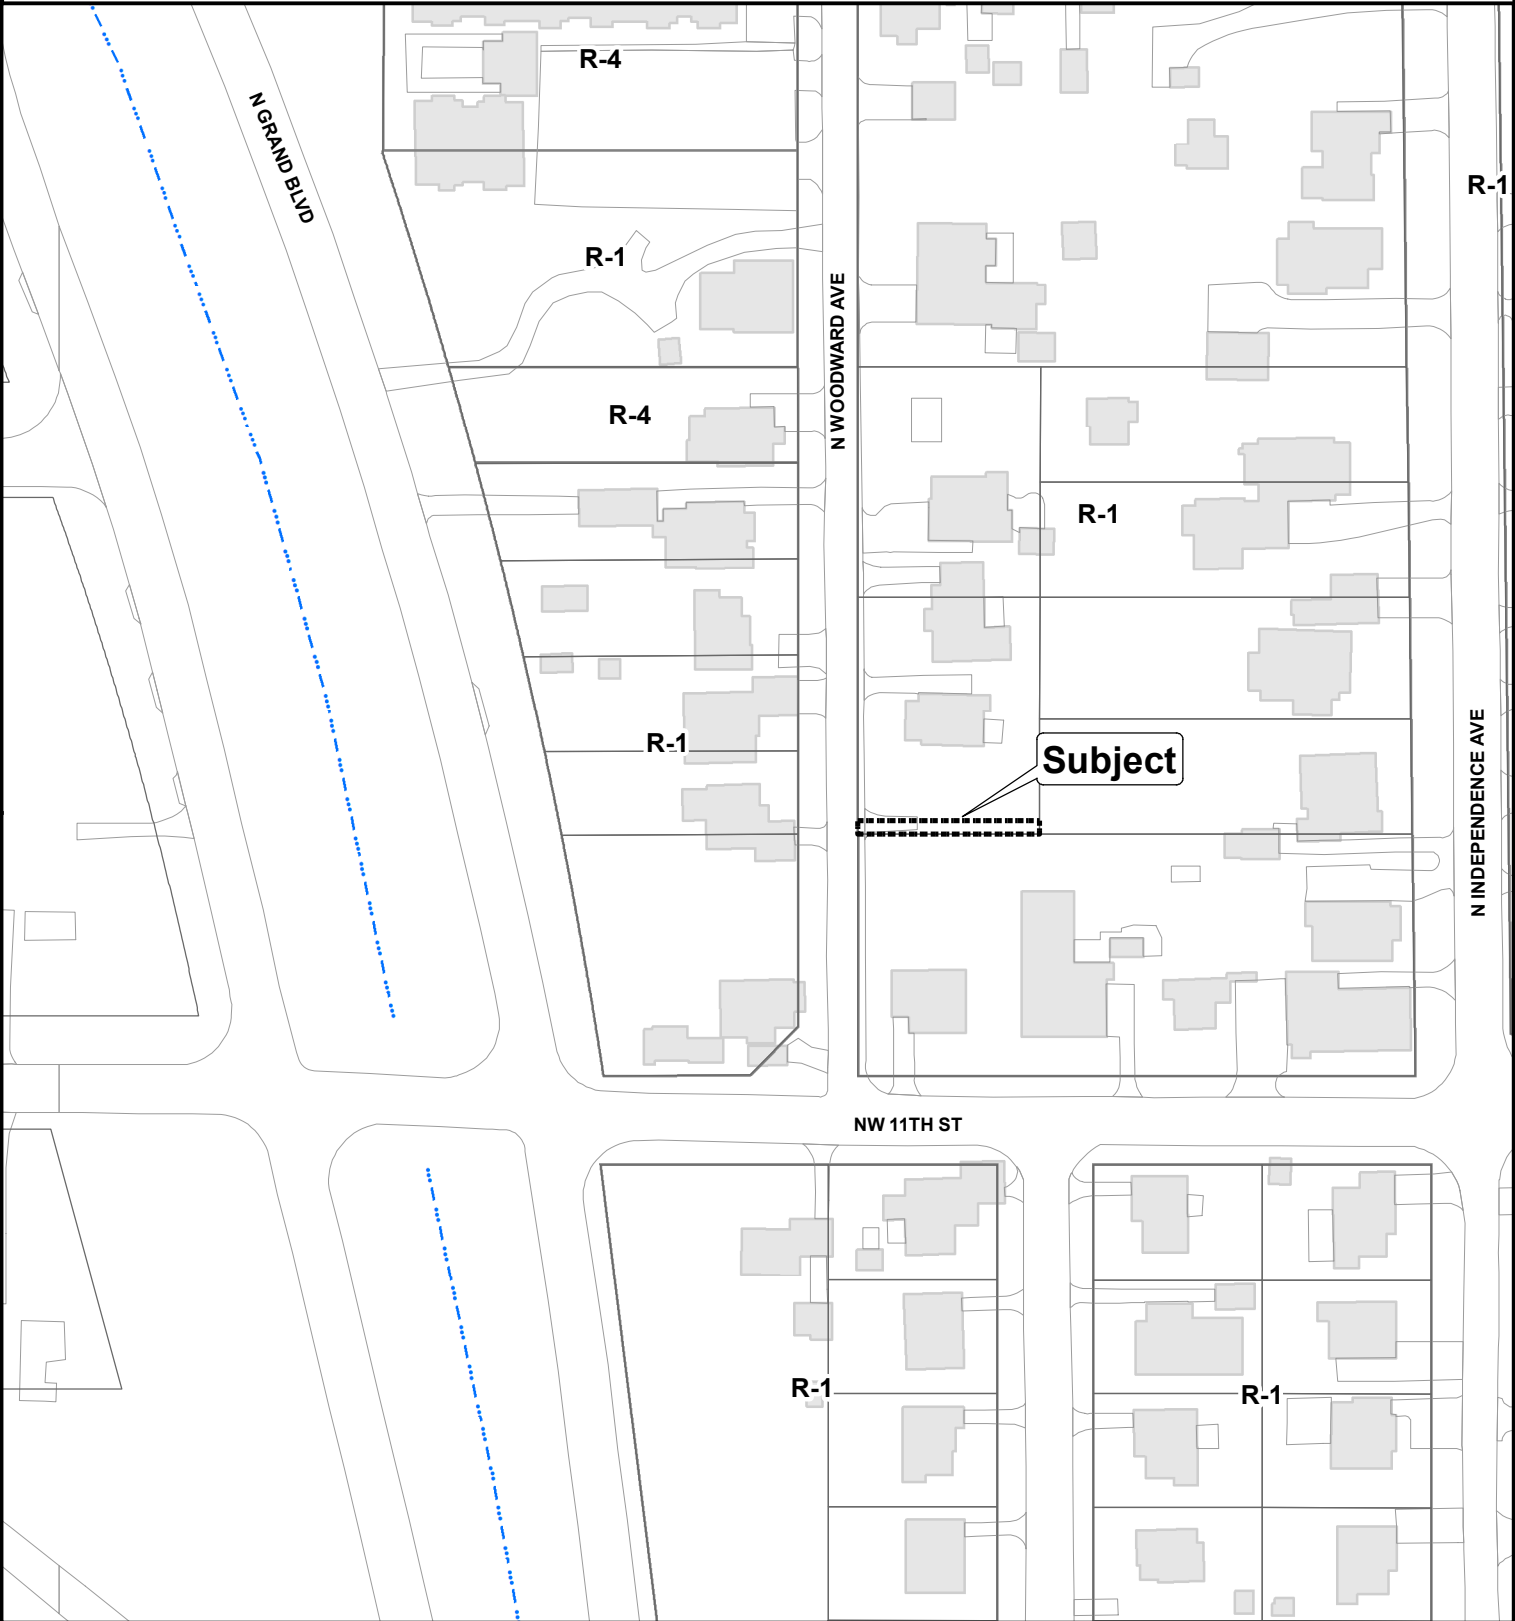 R-4
N GRAND BLVD
R-1
R-1
N WOODWARD AVE
R-4
R-1
R-1
Subject
N INDEPENDENCE AVE
NW 11TH ST
R-1
R-1